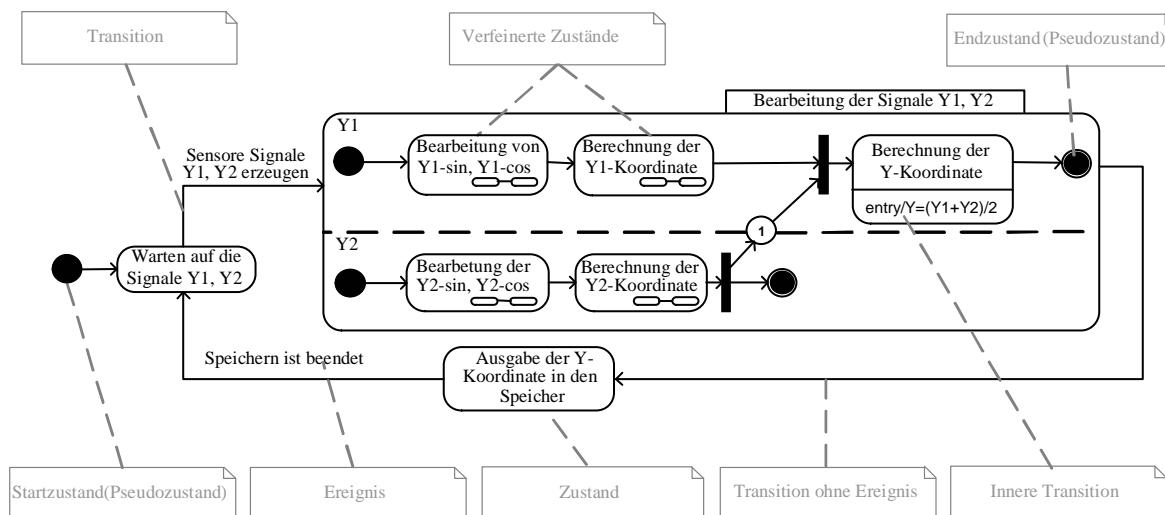 Transition
Verfeinerte Zustände
Endzustand(Pseudozustand)
Bearbeitung der Signale Y1, Y2
Y1
Sensore Signale
Y1, Y2 erzeugen
Bearbeitung von
Y1-sin, Y1-cos
Berechnung der
Y1-Koordinate
Berechnung der
Y-Koordinate
entry/Y=(Y1+Y2)/2
1
Y2
Warten auf die
Signale Y1, Y2
Bearbetung der
Y2-sin, Y2-cos
Berechnung der
Y2-Koordinate
Speichern ist beendet
Ausgabe der Y-
Koordinate in den
Speicher
Startzustand(Pseudozustand)
Ereignis
Zustand
Transition ohne Ereignis
Innere Transition